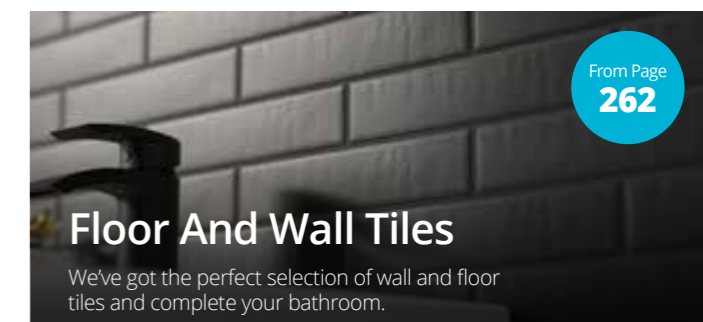 From Page
262
Floor And Wall Tiles
We've got the perfect selection of wall and floor
tiles and complete your bathroom.